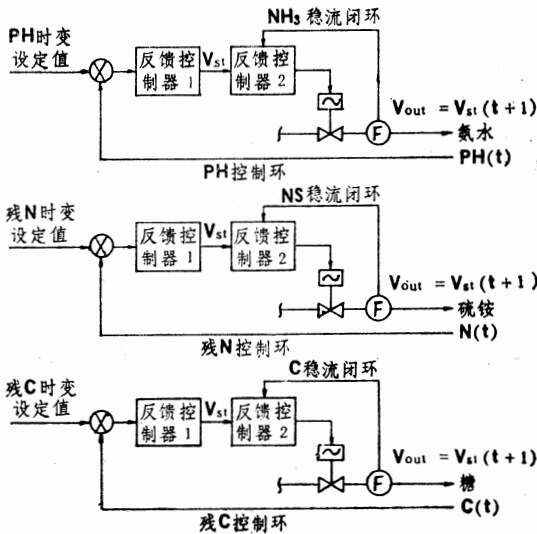 NH₃稳流闭环
PH时变
设定值
反馈控
制器1
Vst
反馈控
制器2
Vout = Vst(t+1)
F
氨水
PH(t)
PH控制环
NS稳流闭环
残N时变
设定值
反馈控
制器1
Vst
反馈控
制器2
Vout = Vst(t+1)
F
硫铵
N(t)
残N控制环
C稳流闭环
残C时变
设定值
反馈控
制器1
Vst
反馈控
制器2
Vout = Vst(t+1)
F
糖
C(t)
残C控制环